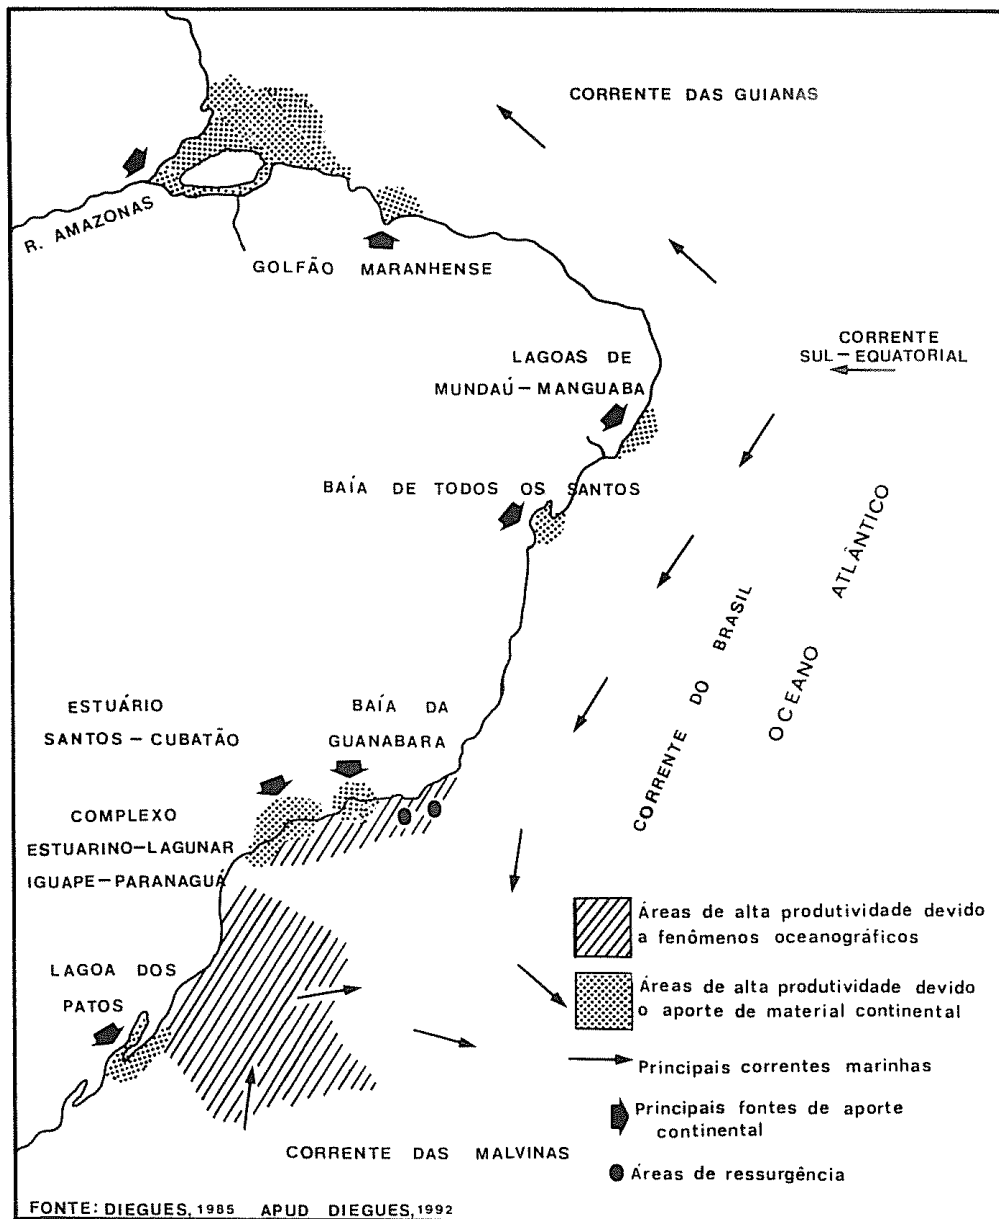 CORRENTE DAS GUIANAS
R. AMAZONAS
GOLFÃO MARANHENSE
CORRENTE
SUL-EQUATORIAL
LAGOAS DE
MUNDAÚ-MANGUABA
BAÍA DE TODOS OS SANTOS
OCEANO ATLÂNTICO
CORRENTE DO BRASIL
ESTUÁRIO
SANTOS-CUBATÃO
BAÍA DA
GUANABARA
COMPLEXO
ESTUARINO-LAGUNAR
IGUAPE-PARANAGUÁ
LAGOA DOS
PATOS
Áreas de alta produtividade devido
a fenômenos oceanográficos
Áreas de alta produtividade devido
o aporte de material continental
Principais correntes marinhas
Principais fontes de aporte
continental
Áreas de ressurgência
CORRENTE DAS MALVINAS
FONTE: DIEGUES, 1985 APUD DIEGUES, 1992